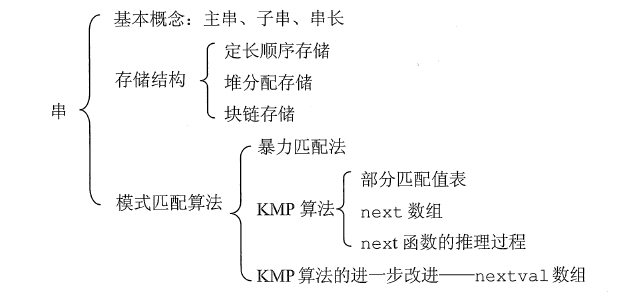 串
基本概念：主串、子串、串长
存储结构
定长顺序存储
堆分配存储
块链存储
模式匹配算法
暴力匹配法
KMP 算法
部分匹配值表
next 数组
next 函数的推理过程
KMP 算法的进一步改进——nextval 数组